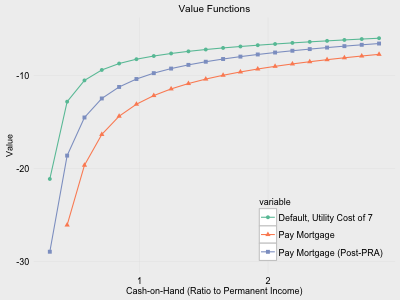 Value Functions
-10
-20
-30
Value
1
2
Cash-on-Hand (Ratio to Permanent Income)
variable
Default, Utility Cost of 7
Pay Mortgage
Pay Mortgage (Post-PRA)